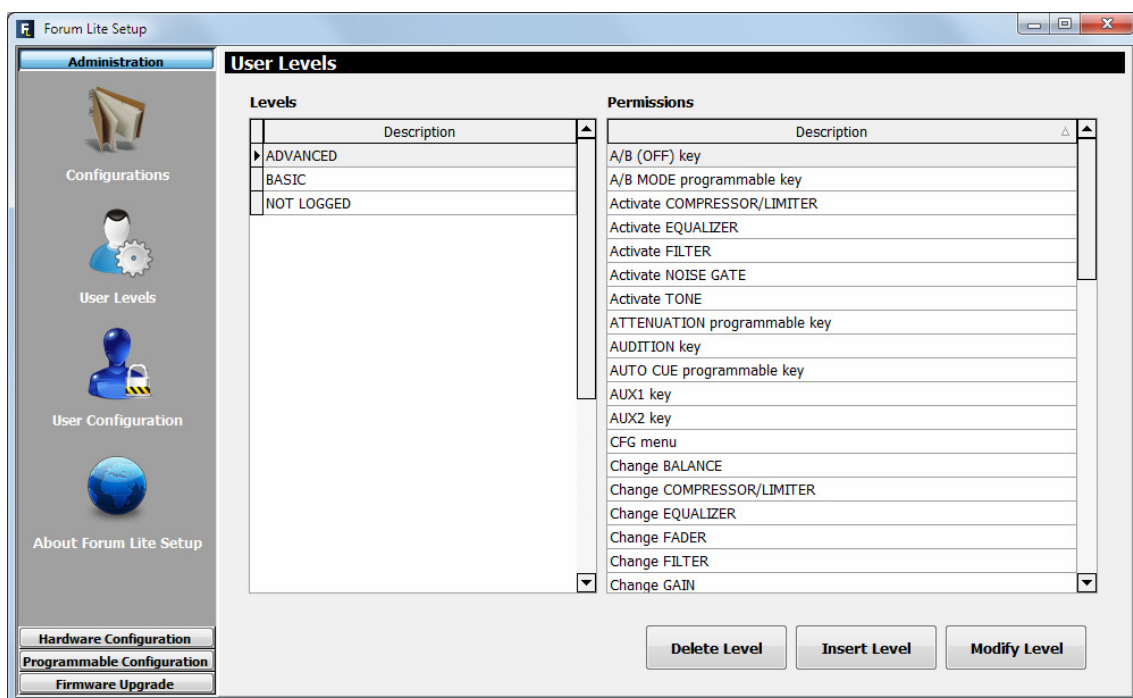 Forum Lite Setup
Administration
Configurations
User Levels
User Configuration
About Forum Lite Setup
Hardware Configuration
Programmable Configuration
Firmware Upgrade
User Levels
Levels
Description
ADVANCED
BASIC
NOT LOGGED
Permissions
Description
A/B (OFF) key
A/B MODE programmable key
Activate COMPRESSOR/LIMITER
Activate EQUALIZER
Activate FILTER
Activate NOISE GATE
Activate TONE
ATTENUATION programmable key
AUDITION key
AUTO CUE programmable key
AUX1 key
AUX2 key
CFG menu
Change BALANCE
Change COMPRESSOR/LIMITER
Change EQUALIZER
Change FADER
Change FILTER
Change GAIN
Delete Level
Insert Level
Modify Level